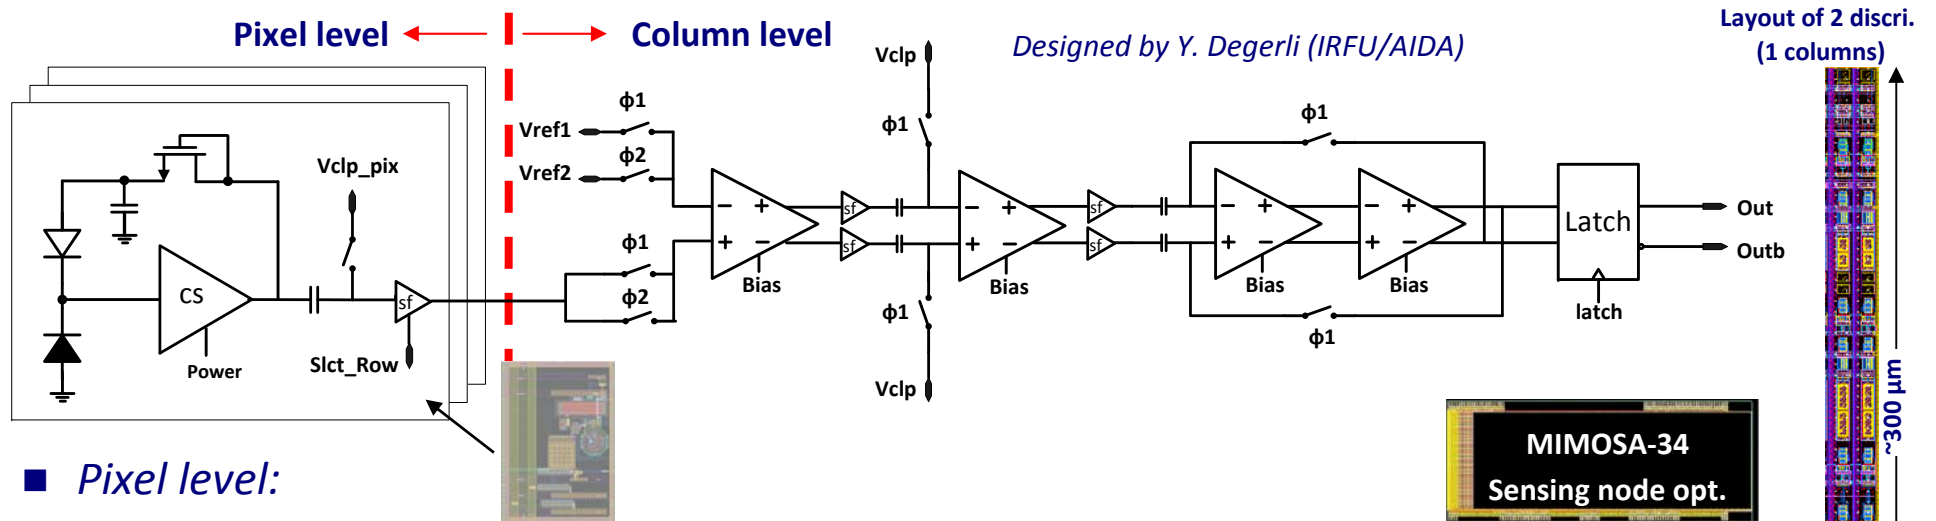 Pixel level
Column level
Designed by Y. Degerli (IRFU/AIDA)
Layout of 2 discri.
(1 columns)
Vclp
ϕ1
Vref1
ϕ2
Vref2
ϕ1
ϕ1
Vclp_pix
- +
+ -
sf
sf
- +
+ -
sf
sf
- +
+ -
- +
+ -
Latch
Out
Outb
CS
sf
ϕ1
ϕ2
Bias
Bias
Bias
Bias
latch
ϕ1
ϕ1
Power
Slct_Row
Vclp
~300 µm
MIMOSA-34
Sensing node opt.
■ Pixel level: